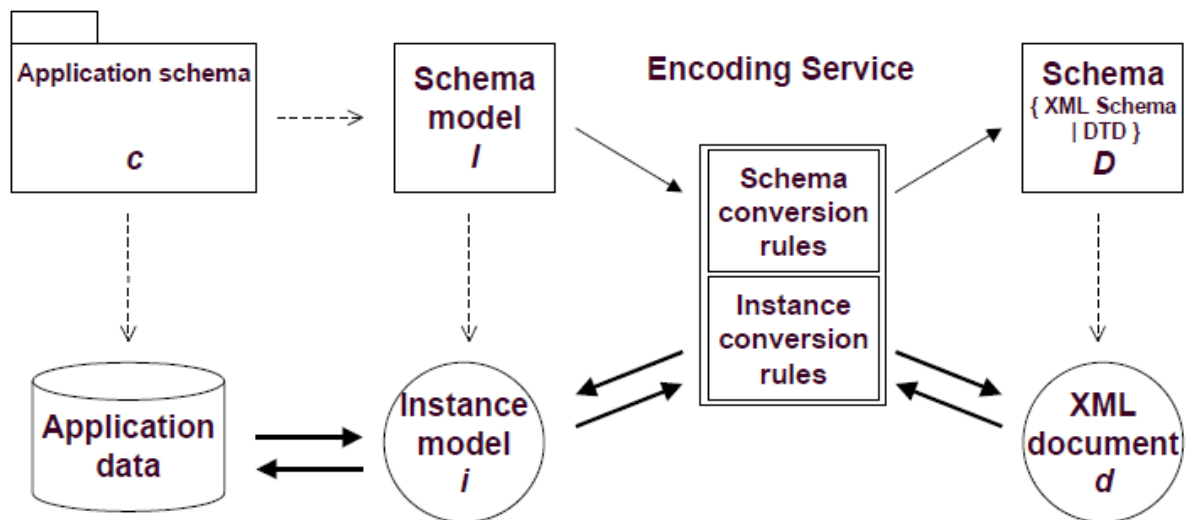 Application schema
c
Schema
model
I
Encoding Service
Schema
{ XML Schema
| DTD }
D
Schema
conversion
rules
Instance
conversion
rules
Application
data
Instance
model
i
XML
document
d